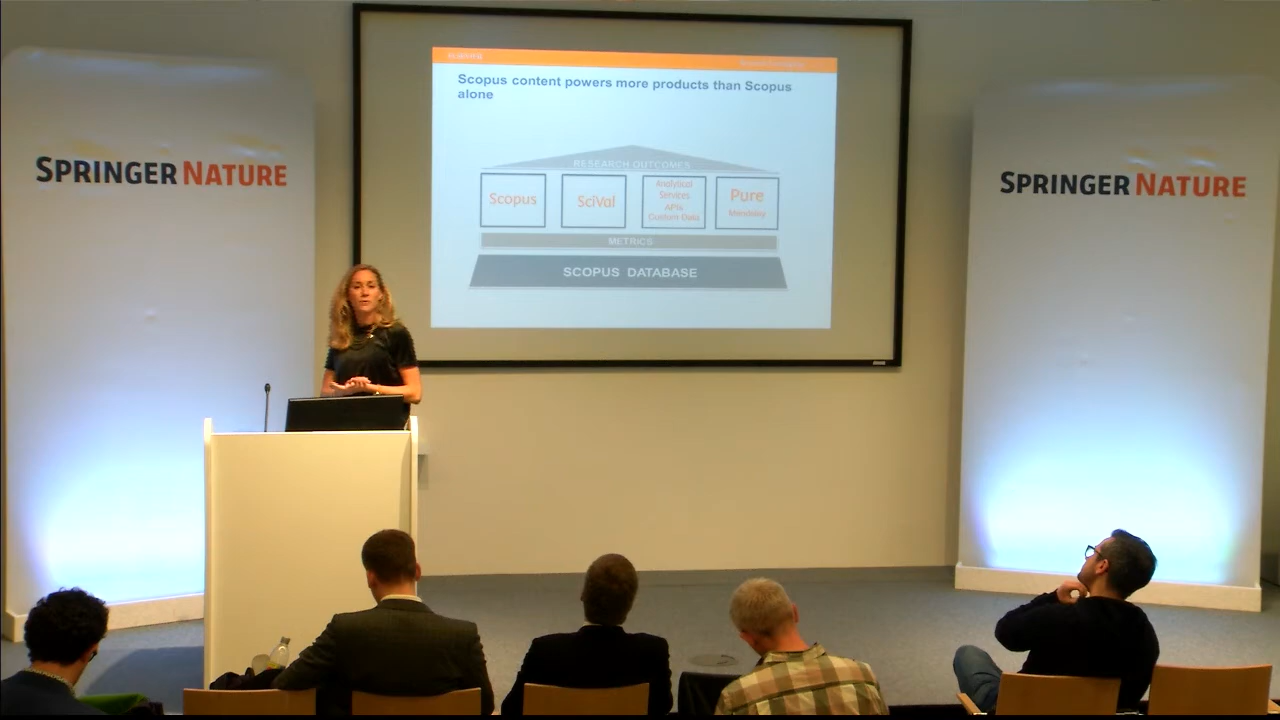 SPRINGER NATURE
ELSEVIER
Scopus content powers more products than Scopus
alone
RESEARCH OUTCOMES
Scopus
SciVal
Analytical
Services
APIs
Custom Data
Pure
Mendeley
METRICS
SCOPUS DATABASE
SPRINGER NATURE